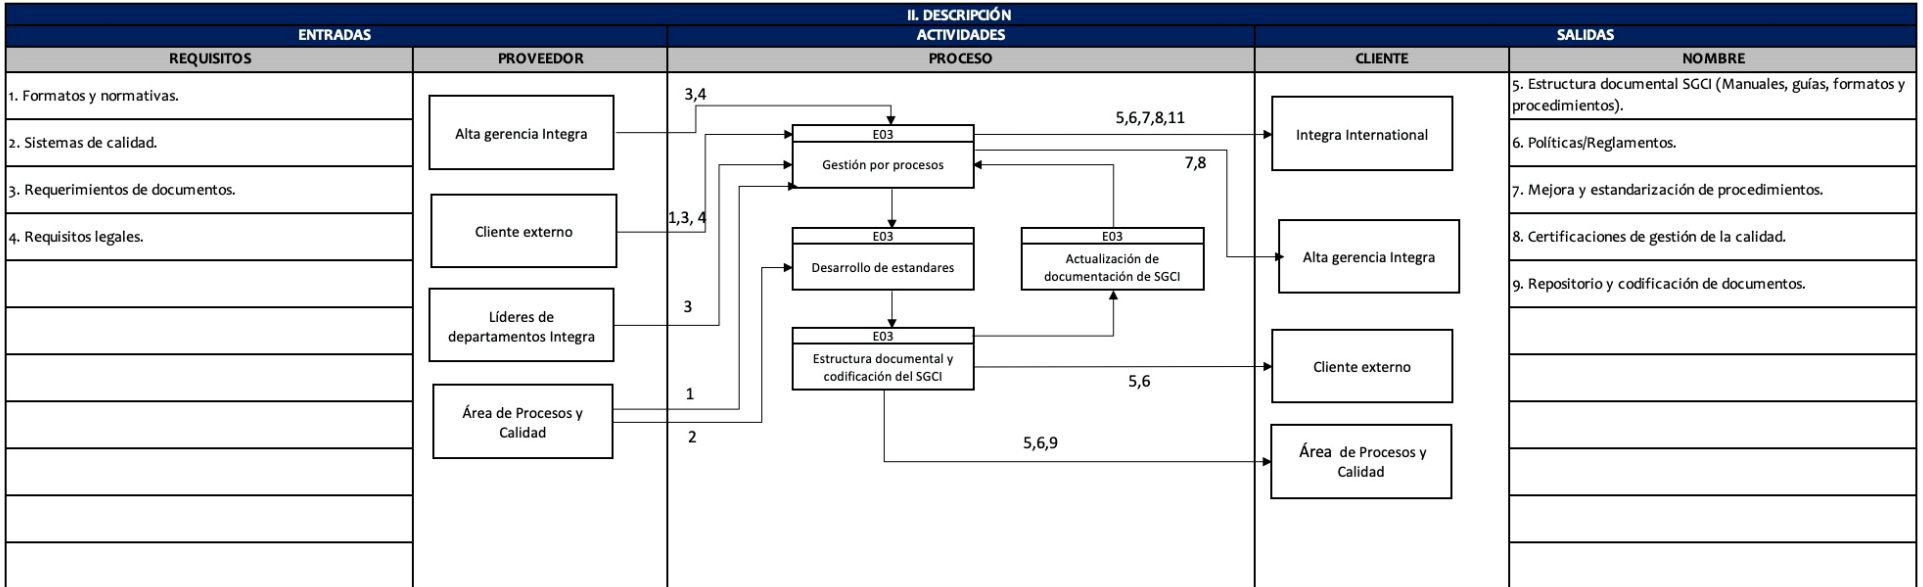 II. DESCRIPCIÓN
ENTRADAS
ACTIVIDADES
SALIDAS
REQUISITOS
PROVEEDOR
PROCESO
CLIENTE
NOMBRE
1. Formatos y normativas.
2. Sistemas de calidad.
3. Requerimientos de documentos.
4. Requisitos legales.
Alta gerencia Integra
Cliente externo
Líderes de
departamentos Integra
Área de Procesos y
Calidad
3,4
1,3, 4
3
1
2
E03
Gestión por procesos
E03
Desarrollo de estandares
E03
Actualización de
documentación de SGCI
E03
Estructura documental y
codificación del SGCI
5,6,7,8,11
7,8
5,6
5,6,9
Integra International
Alta gerencia Integra
Cliente externo
Área de Procesos y
Calidad
5. Estructura documental SGCI (Manuales, guías, formatos y
procedimientos).
6. Políticas/Reglamentos.
7. Mejora y estandarización de procedimientos.
8. Certificaciones de gestión de la calidad.
9. Repositorio y codificación de documentos.